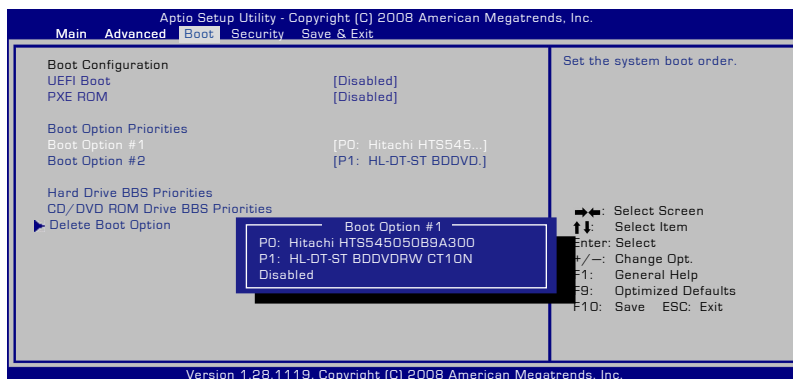 Aptio Setup Utility - Copyright (C) 2008 American Megatrends, Inc.
Main Advanced Boot Security Save & Exit
Boot Configuration
UEFI Boot [Disabled]
PXE ROM [Disabled]
Boot Option Priorities
Boot Option #1 [P0: Hitachi HTS545...]
Boot Option #2 [P1: HL-DT-ST BDDVD.]
Hard Drive BBS Priorities
CD/DVD ROM Drive BBS Priorities
Delete Boot Option
Boot Option #1
P0: Hitachi HTS545050B9A300
P1: HL-DT-ST BDDVDRW CT10N
Disabled
Set the system boot order.
→←: Select Screen
↑↓: Select Item
Enter: Select
+/—: Change Opt.
F1: General Help
F9: Optimized Defaults
F10: Save ESC: Exit
Version 1.28.1119. Copyright (C) 2008 American Megatrends, Inc.